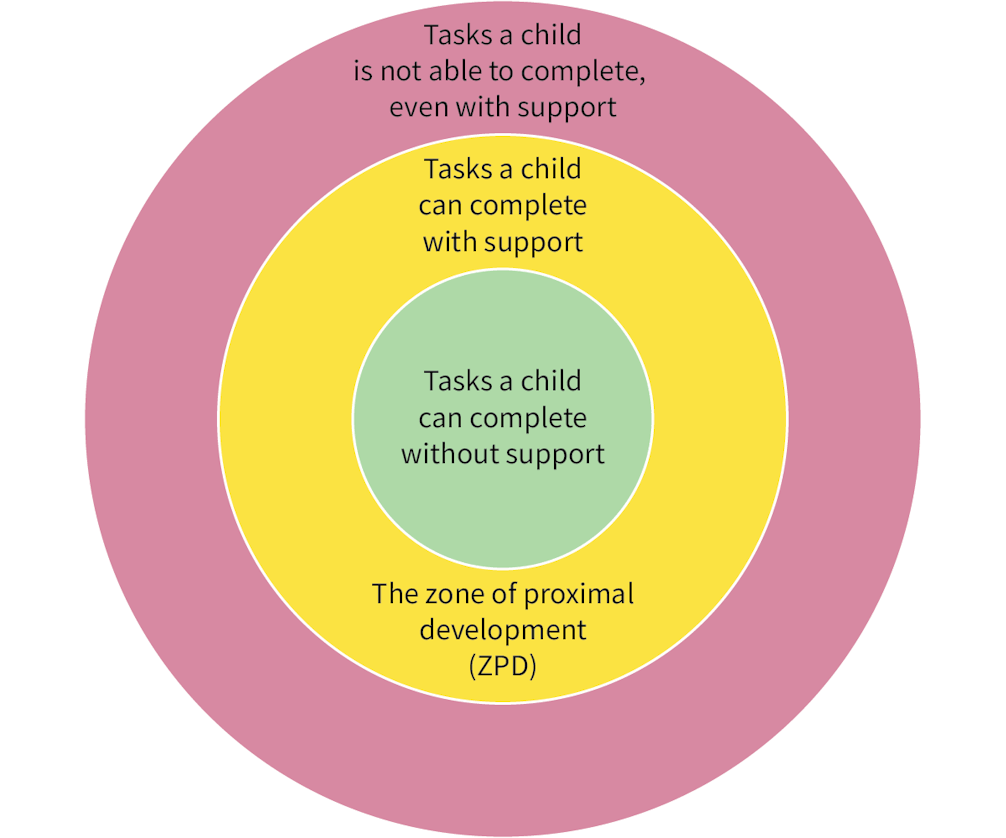 Tasks a child
is not able to complete,
even with support
Tasks a child
can complete
with support
Tasks a child
can complete
without support
The zone of proximal
development
(ZPD)